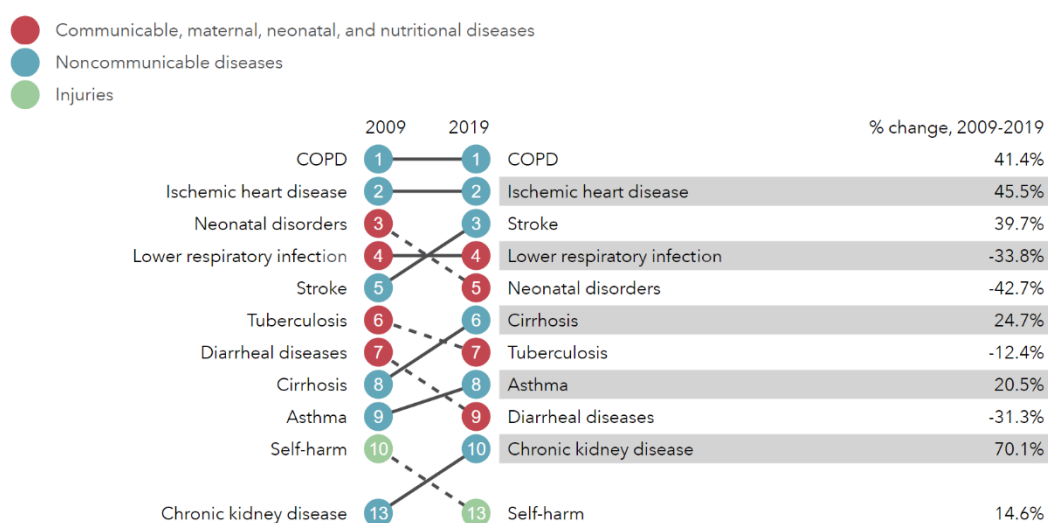 Communicable, maternal, neonatal, and nutritional diseases
Noncommunicable diseases
Injuries
2009 2019 % change, 2009-2019
COPD 1 1 COPD 41.4%
Ischemic heart disease 2 2 Ischemic heart disease 45.5%
Neonatal disorders 3 3 Stroke 39.7%
Lower respiratory infection 4 4 Lower respiratory infection -33.8%
Stroke 5 5 Neonatal disorders -42.7%
Tuberculosis 6 6 Cirrhosis 24.7%
Diarrheal diseases 7 7 Tuberculosis -12.4%
Cirrhosis 8 8 Asthma 20.5%
Asthma 9 9 Diarrheal diseases -31.3%
Self-harm 10 10 Chronic kidney disease 70.1%
Chronic kidney disease 13 13 Self-harm 14.6%